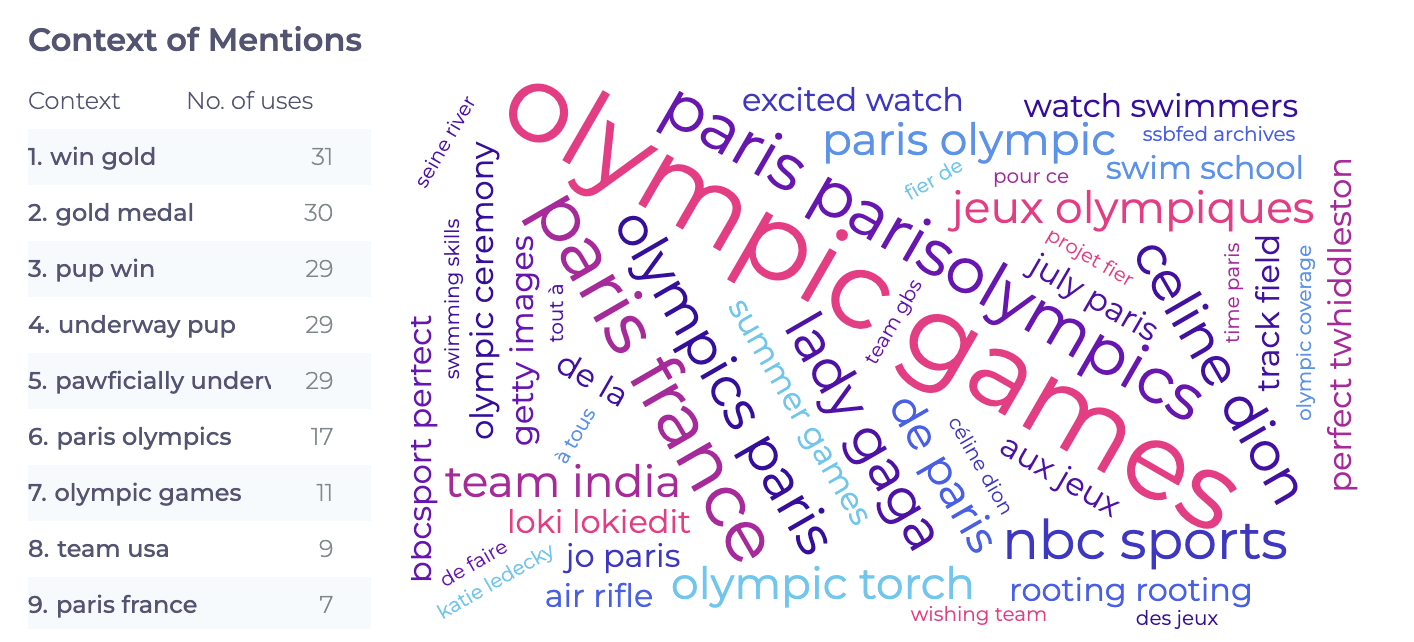 Context of Mentions
Context No. of uses
1. win gold 31
2. gold medal 30
3. pup win 29
4. underway pup 29
5. pawficially underv 29
6. paris olympics 17
7. olympic games 11
8. team usa 9
9. paris france 7
seine river
olympic games
paris parisolympics
excited watch
watch swimmers
paris olympic
ssbfed archives
fier de
pour ce
swim school
jeux olympiques
perfect twhiddleston
olympic ceremony
swimming skills
getty images
tout à
paris france
olympics paris
projet fier
july paris
celine dion
time paris
track field
olympic coverage
bbcsport perfect
de la
à tous
summer games
lady gaga
team gbs
de paris
céline dion
aux jeux
team india
loki lokiedit
nbc sports
de faire
katie ledecky
jo paris
air rifle
olympic torch
rooting rooting
wishing team
des jeux